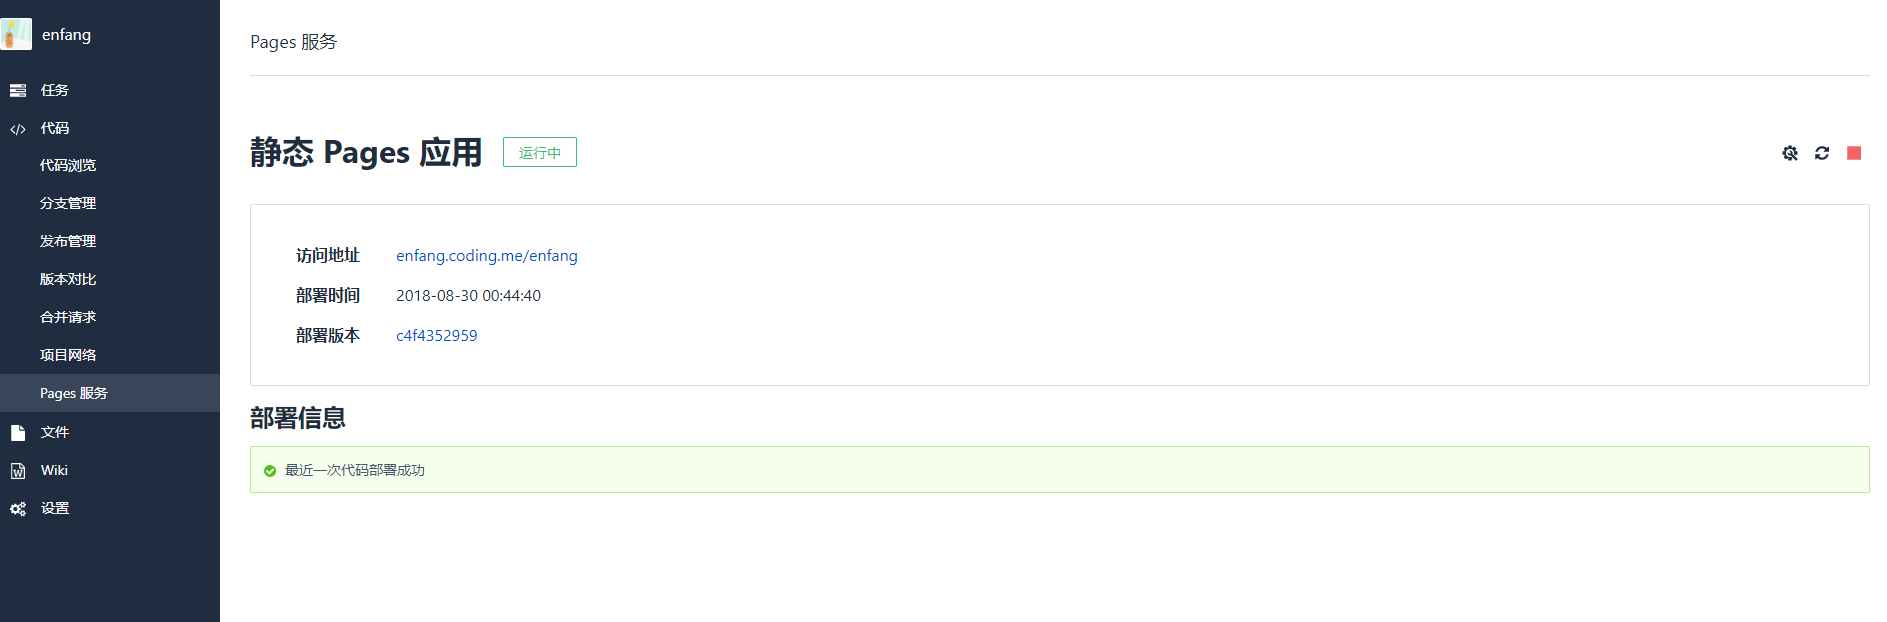 enfang
任务
代码
代码浏览
分支管理
发布管理
版本对比
合并请求
项目网络
Pages 服务
文件
Wiki
设置
Pages 服务
静态 Pages 应用 运行中
访问地址 enfang.coding.me/enfang
部署时间 2018-08-30 00:44:40
部署版本 c4f4352959
部署信息
最近一次代码部署成功